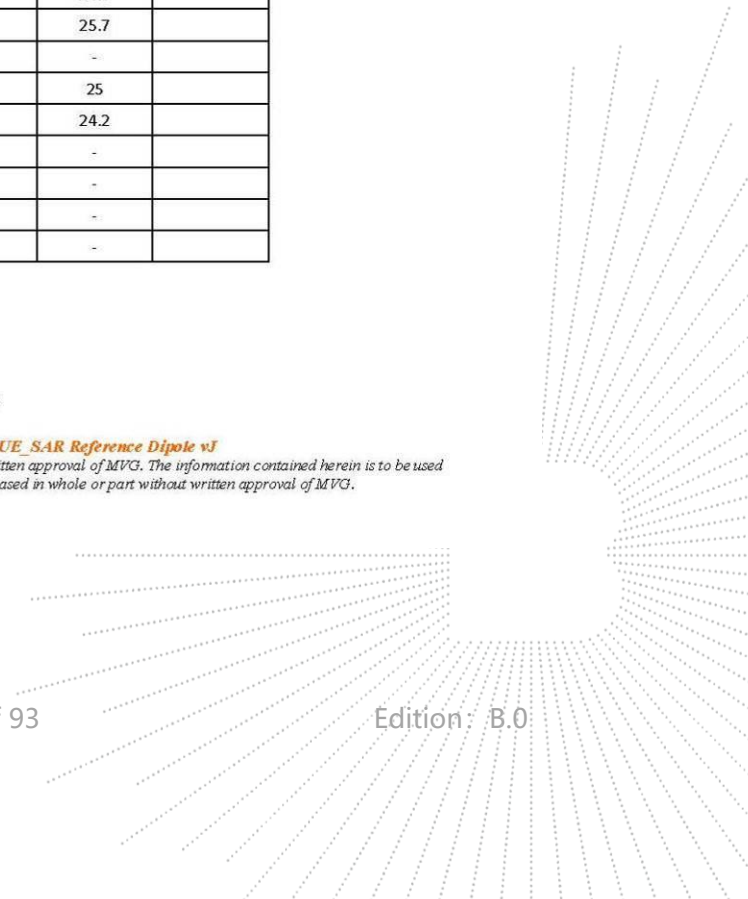 25.7
-
25
24.2
-
-
-
-
UE_SAR Reference Dipole vJ
tten approval of MVG. The information contained herein is to be used
ased in whole or part without written approval of MVG.
93
Edition: B.0